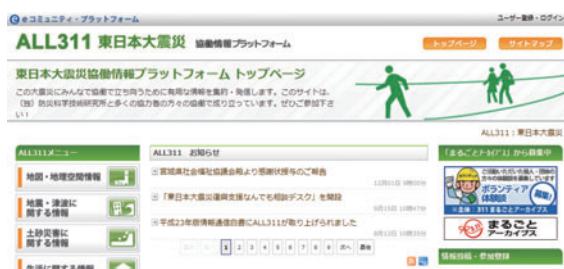 eコミュニティ・プラットフォーム
ユーザー登録・ログイン
ALL311 東日本大震災 協働情報プラットフォーム
トップページ
サイトマップ
東日本大震災協働情報プラットフォーム トップページ
この大震災にみんなで協働で立ち向うために有用な情報を集約・発信します。このサイトは、
(独) 防災科学技術研究所と多くの協力者の方々の協働で成り立っています。ぜひご参加下さ
い!
ALL311:東日本大震災
ALL311メニュー
地図・地理空間情報
地震・津波に
関する情報
土砂災害に
関する情報
生活に関する情報
ALL311 お知らせ
宮城県社会福祉協議会殿より感謝状授与のご報告
「東日本大震災復興支援なんでも相談デスク」を開設
平成23年版情報通信白書にALL311が取り上げられました
1 2 3 4 5 6 7 8 9 次へ 最後
「まるごとアーカイブス」から募集中
ボランティア
体験談
募集!
※主催:311まるごとアーカイブス
まるごと
アーカイブス
情報投稿・参加登録